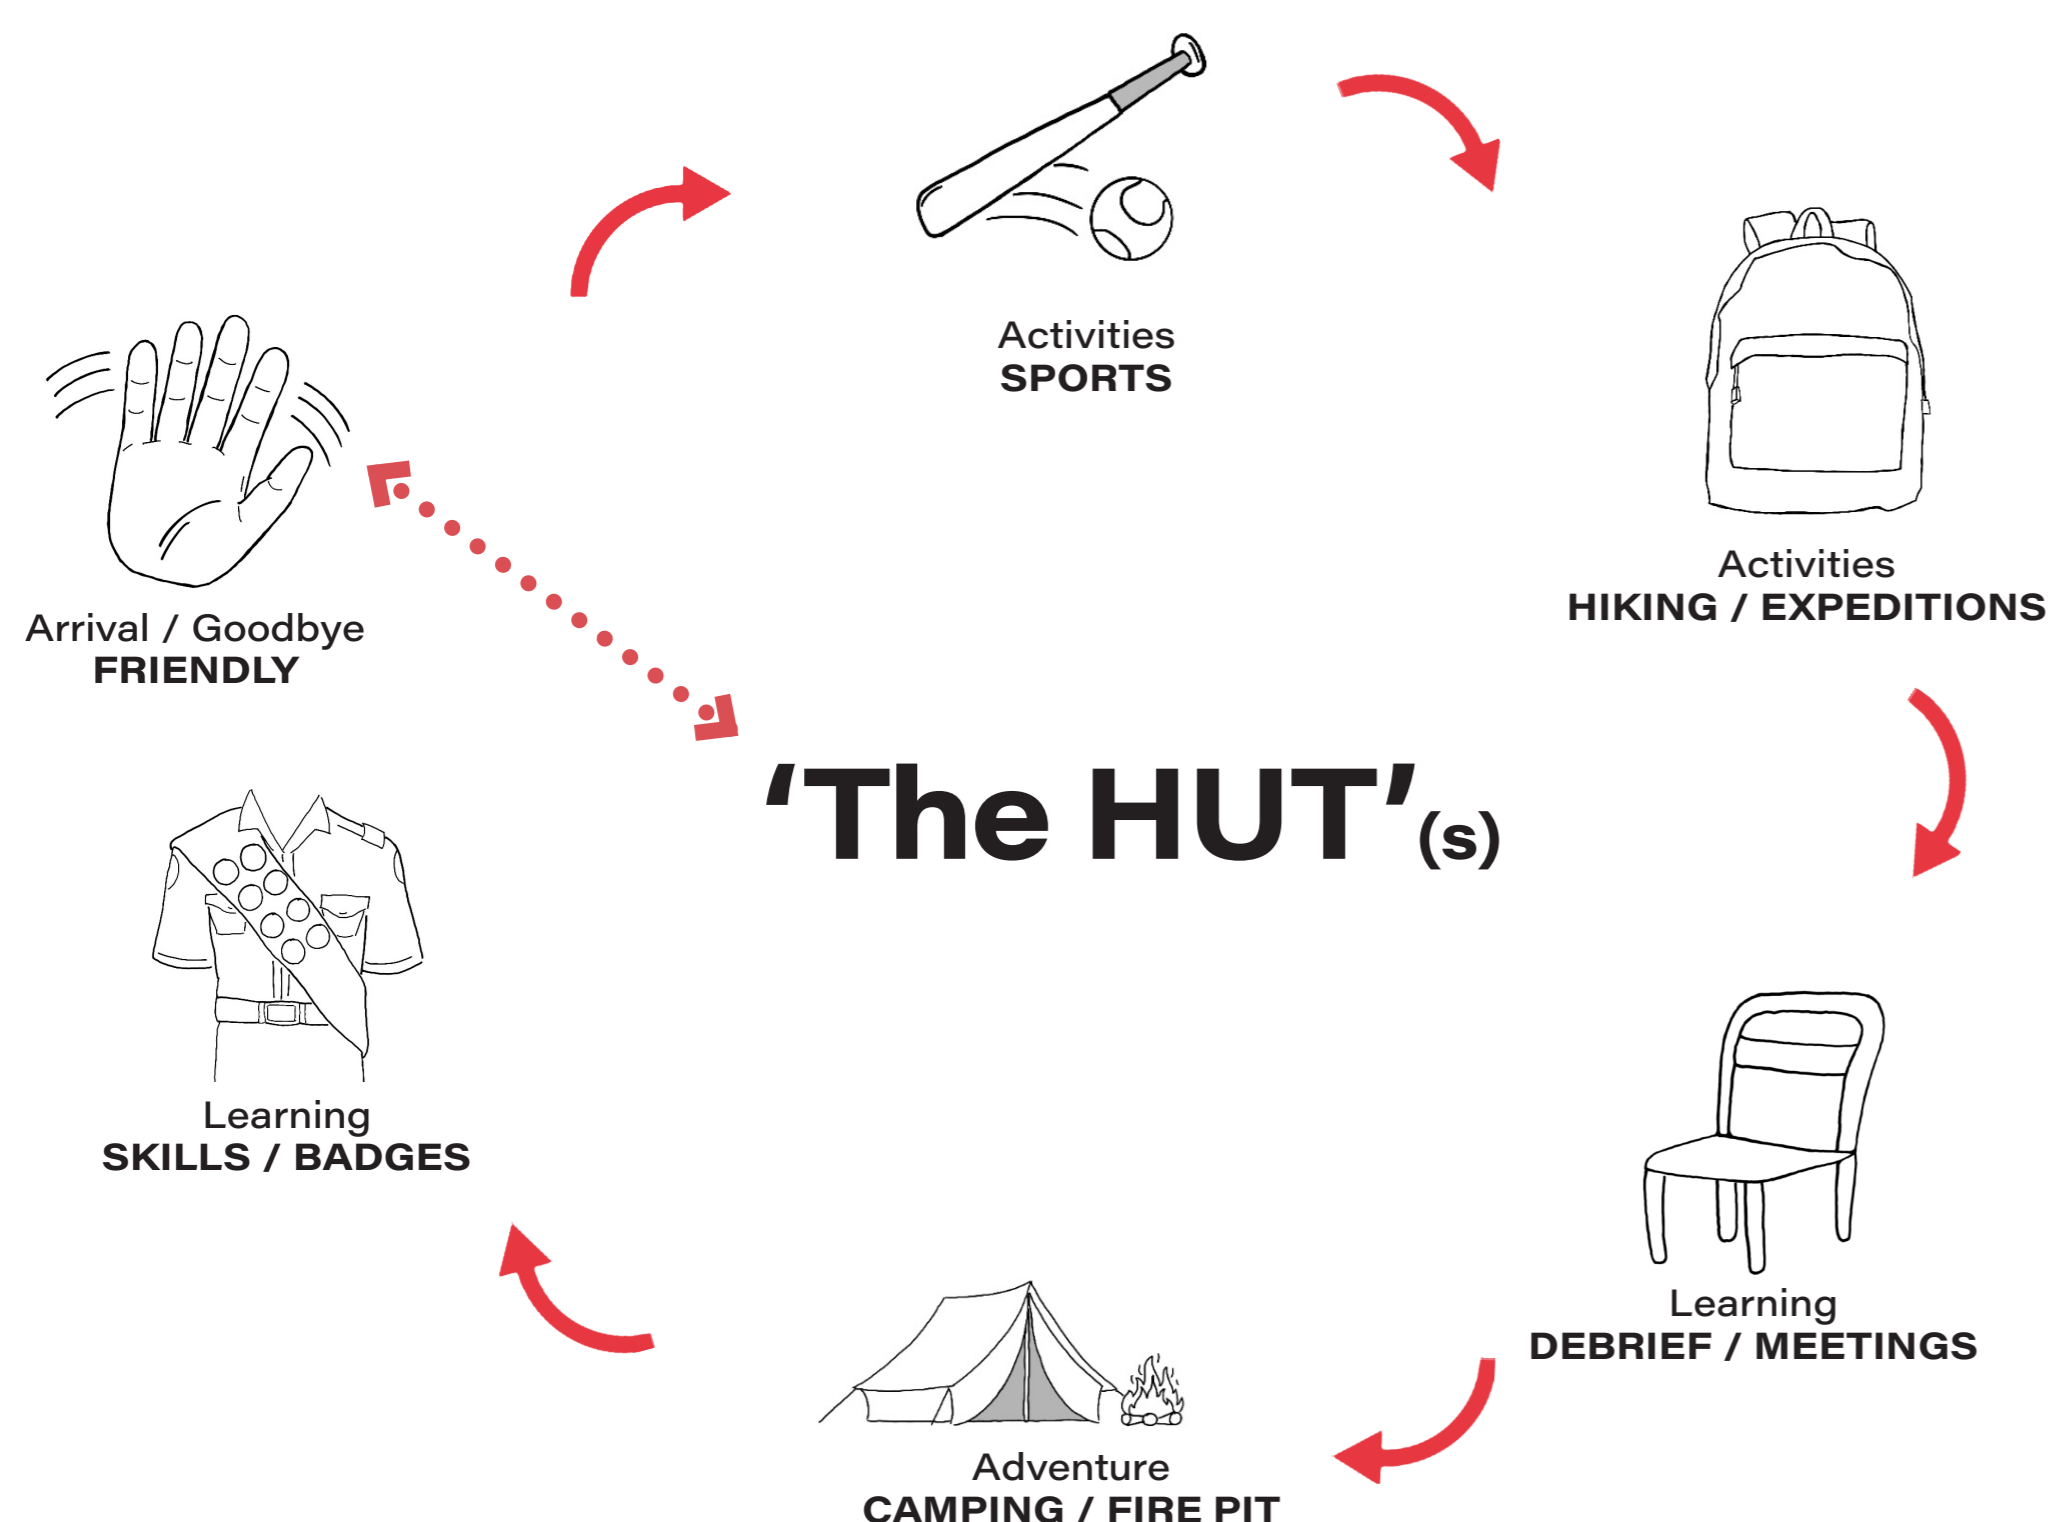 Activities
SPORTS
Activities
HIKING / EXPEDITIONS
Arrival / Goodbye
FRIENDLY
‘The HUT’(s)
Learning
SKILLS / BADGES
Learning
DEBRIEF / MEETINGS
Adventure
CAMPING / FIRE PIT